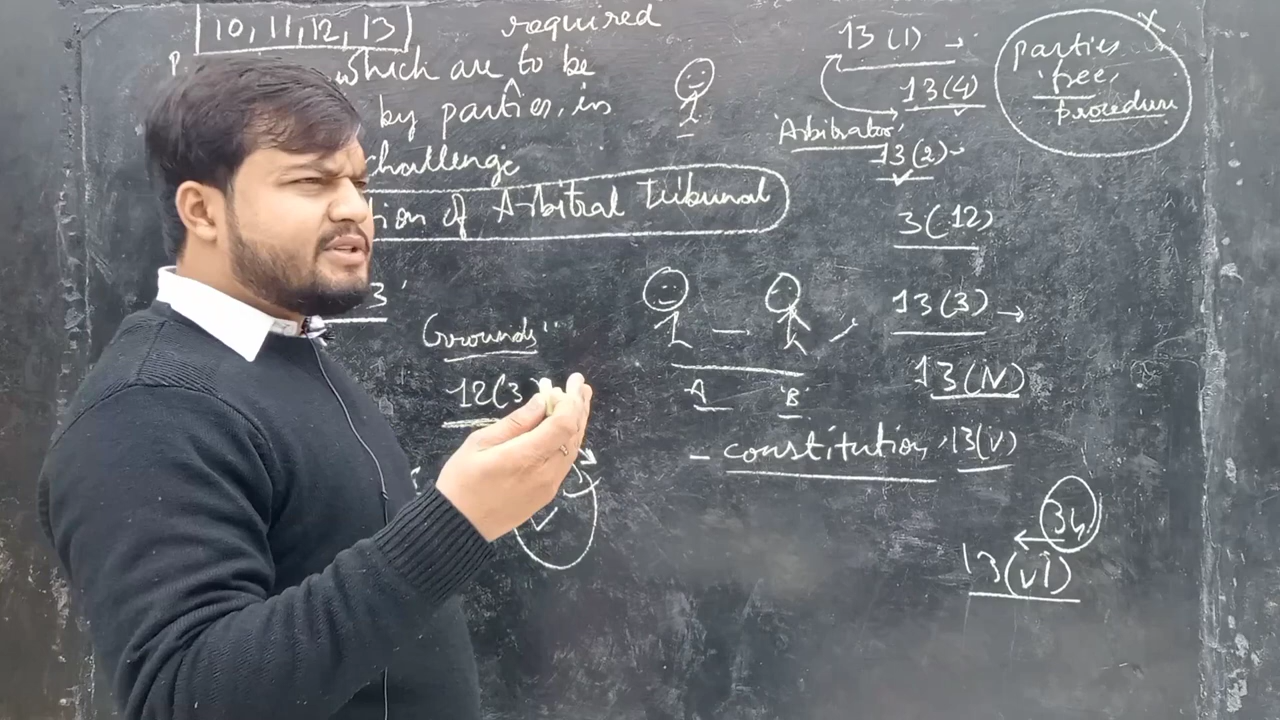 10, 11, 12, 13
required
which are to be
by parties, in
challenge
tion of Arbitral Tribunal
3'
Grounds"
12(3
A
'B'
- constitution, 13(V)
13(1) →
13(4)
'Arbitrator,
13(2)
3(12)
13(3) →
13(IV)
34,
13(VI)
parties
'free,
procedure
x